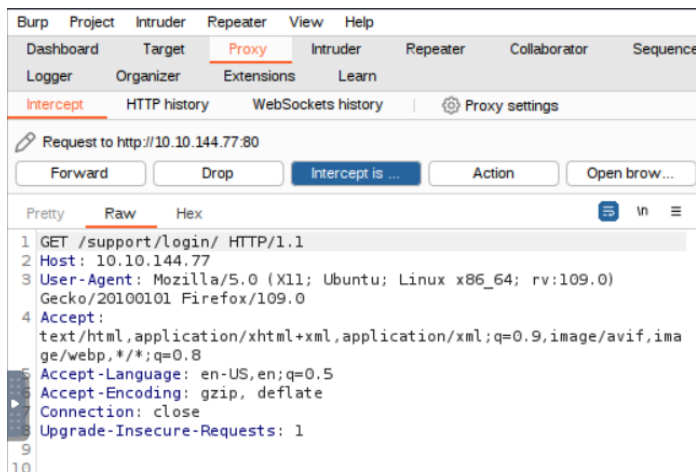 Burp Project Intruder Repeater View Help
Dashboard Target Proxy Intruder Repeater Collaborator Sequence
Logger Organizer Extensions Learn
Intercept HTTP history WebSockets history Proxy settings
Request to http://10.10.144.77:80
Forward Drop Intercept is ... Action Open brow...
Pretty Raw Hex \n
1 GET /support/login/ HTTP/1.1
2 Host: 10.10.144.77
3 User-Agent: Mozilla/5.0 (X11; Ubuntu; Linux x86_64; rv:109.0)
Gecko/20100101 Firefox/109.0
4 Accept:
text/html,application/xhtml+xml,application/xml;q=0.9,image/avif,ima
ge/webp,*/*;q=0.8
5 Accept-Language: en-US,en;q=0.5
6 Accept-Encoding: gzip, deflate
7 Connection: close
8 Upgrade-Insecure-Requests: 1
9
10